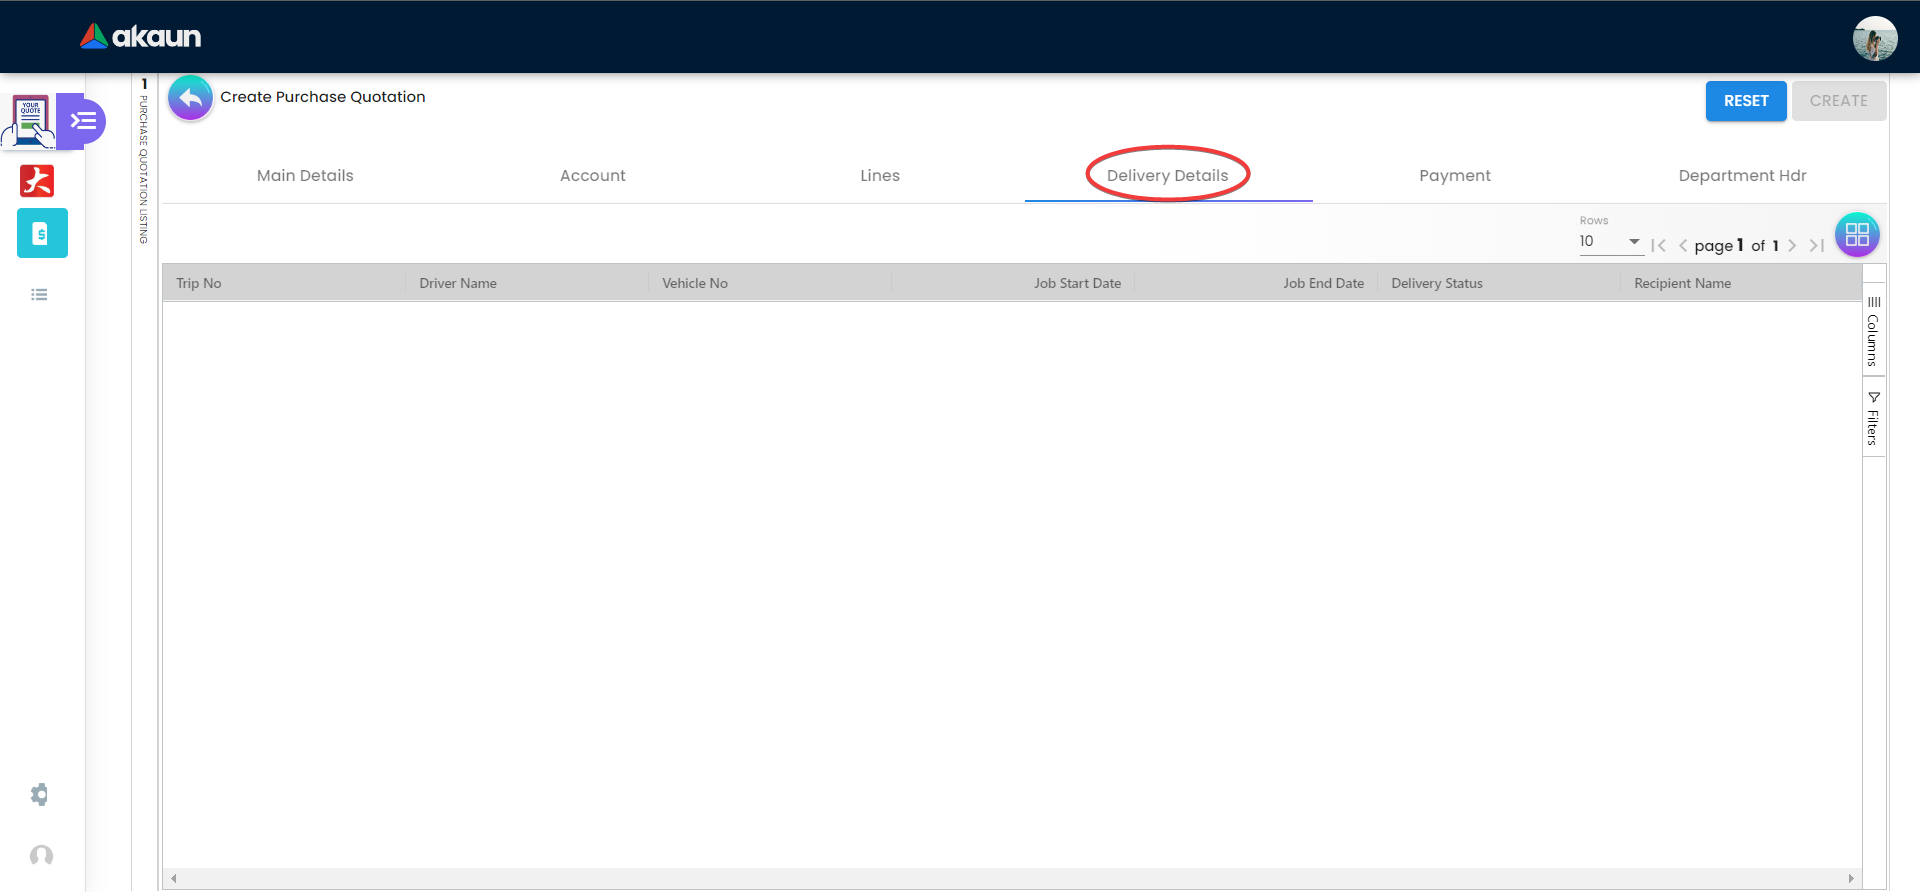 akaun
YOUR
QUOTE
1
PURCHASE QUOTATION LISTING
Create Purchase Quotation
RESET
CREATE
Main Details
Account
Lines
Delivery Details
Payment
Department Hdr
Rows
10
page 1 of 1
Trip No
Driver Name
Vehicle No
Job Start Date
Job End Date
Delivery Status
Recipient Name
Columns
Filters